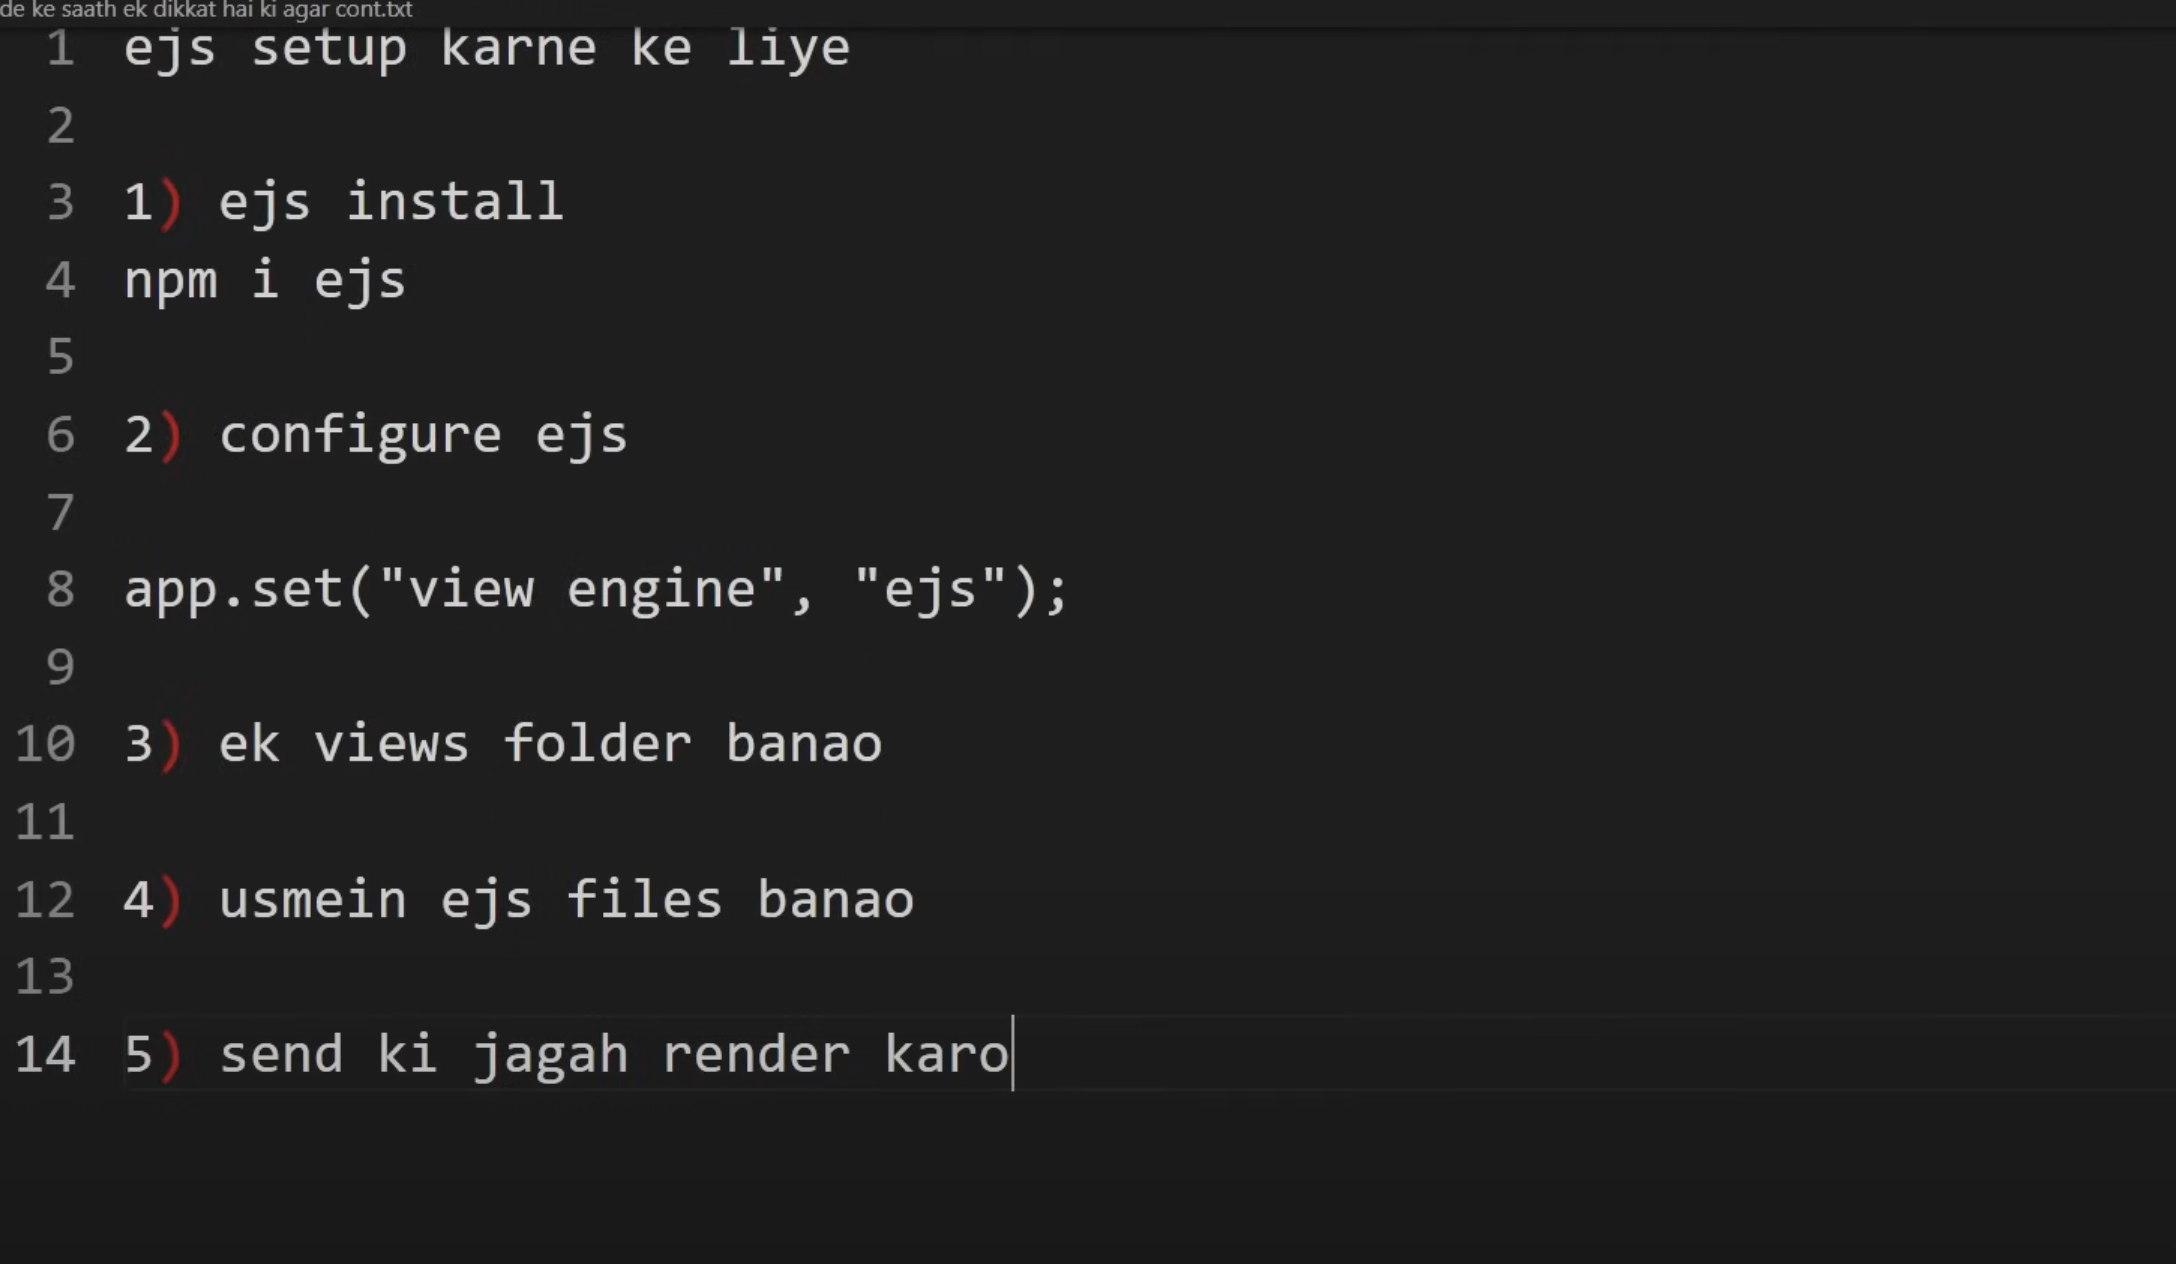 de ke saath ek dikkat hai ki agar cont.txt
1 ejs setup karne ke liye
2
3 1) ejs install
4 npm i ejs
5
6 2) configure ejs
7
8 app.set("view engine", "ejs");
9
10 3) ek views folder banao
11
12 4) usmein ejs files banao
13
14 5) send ki jagah render karo